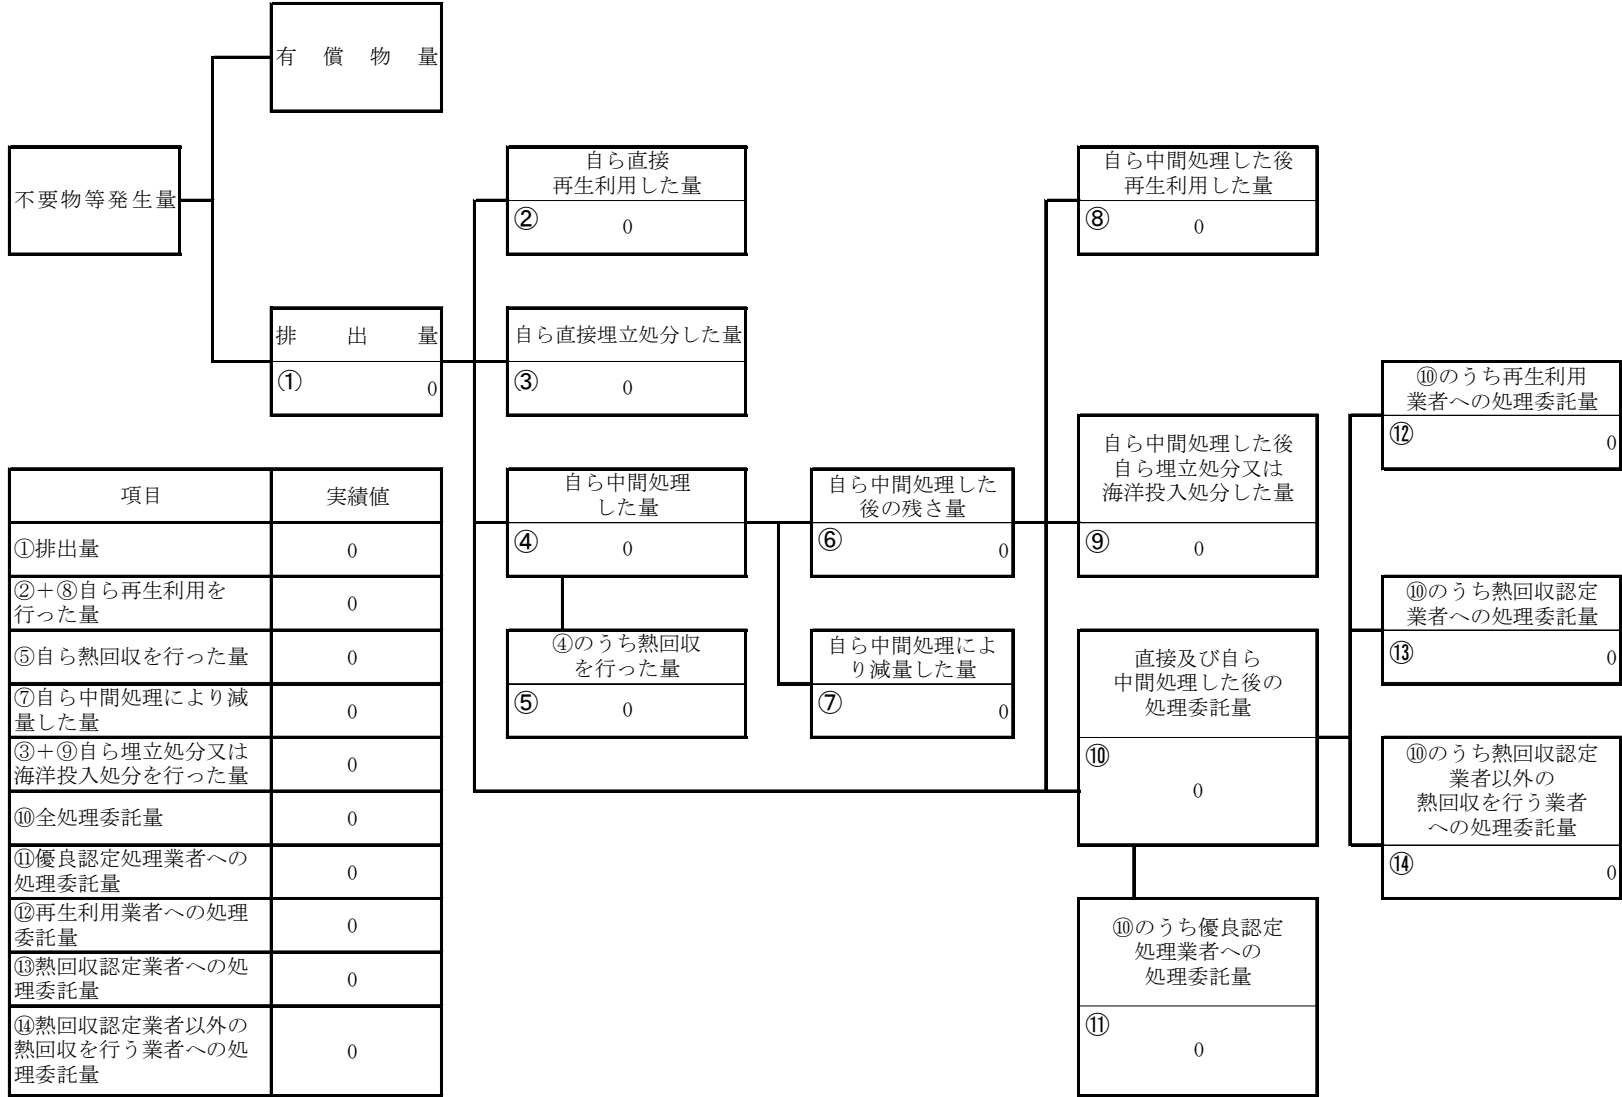 有償物量
不要物等発生量
排出量
① 0
自ら直接
再生利用した量
② 0
自ら直接埋立処分した量
③ 0
自ら中間処理
した量
④ 0
④のうち熱回収
を行った量
⑤ 0
自ら中間処理した
後の残さ量
⑥ 0
自ら中間処理によ
り減量した量
⑦ 0
自ら中間処理した後
再生利用した量
⑧ 0
自ら中間処理した後
自ら埋立処分又は
海洋投入処分した量
⑨ 0
直接及び自ら
中間処理した後の
処理委託量
⑩
0
⑩のうち優良認定
処理業者への
処理委託量
⑪
0
⑩のうち再生利用
業者への処理委託量
⑫ 0
⑩のうち熱回収認定
業者への処理委託量
⑬ 0
⑩のうち熱回収認定
業者以外の
熱回収を行う業者
への処理委託量
⑭ 0
項目 実績値
①排出量 0
②+⑧自ら再生利用を
行った量 0
⑤自ら熱回収を行った量 0
⑦自ら中間処理により減
量した量 0
③+⑨自ら埋立処分又は
海洋投入処分を行った量 0
⑩全処理委託量 0
⑪優良認定処理業者への
処理委託量 0
⑫再生利用業者への処理
委託量 0
⑬熱回収認定業者への処
理委託量 0
⑭熱回収認定業者以外の
熱回収を行う業者への処 0
理委託量